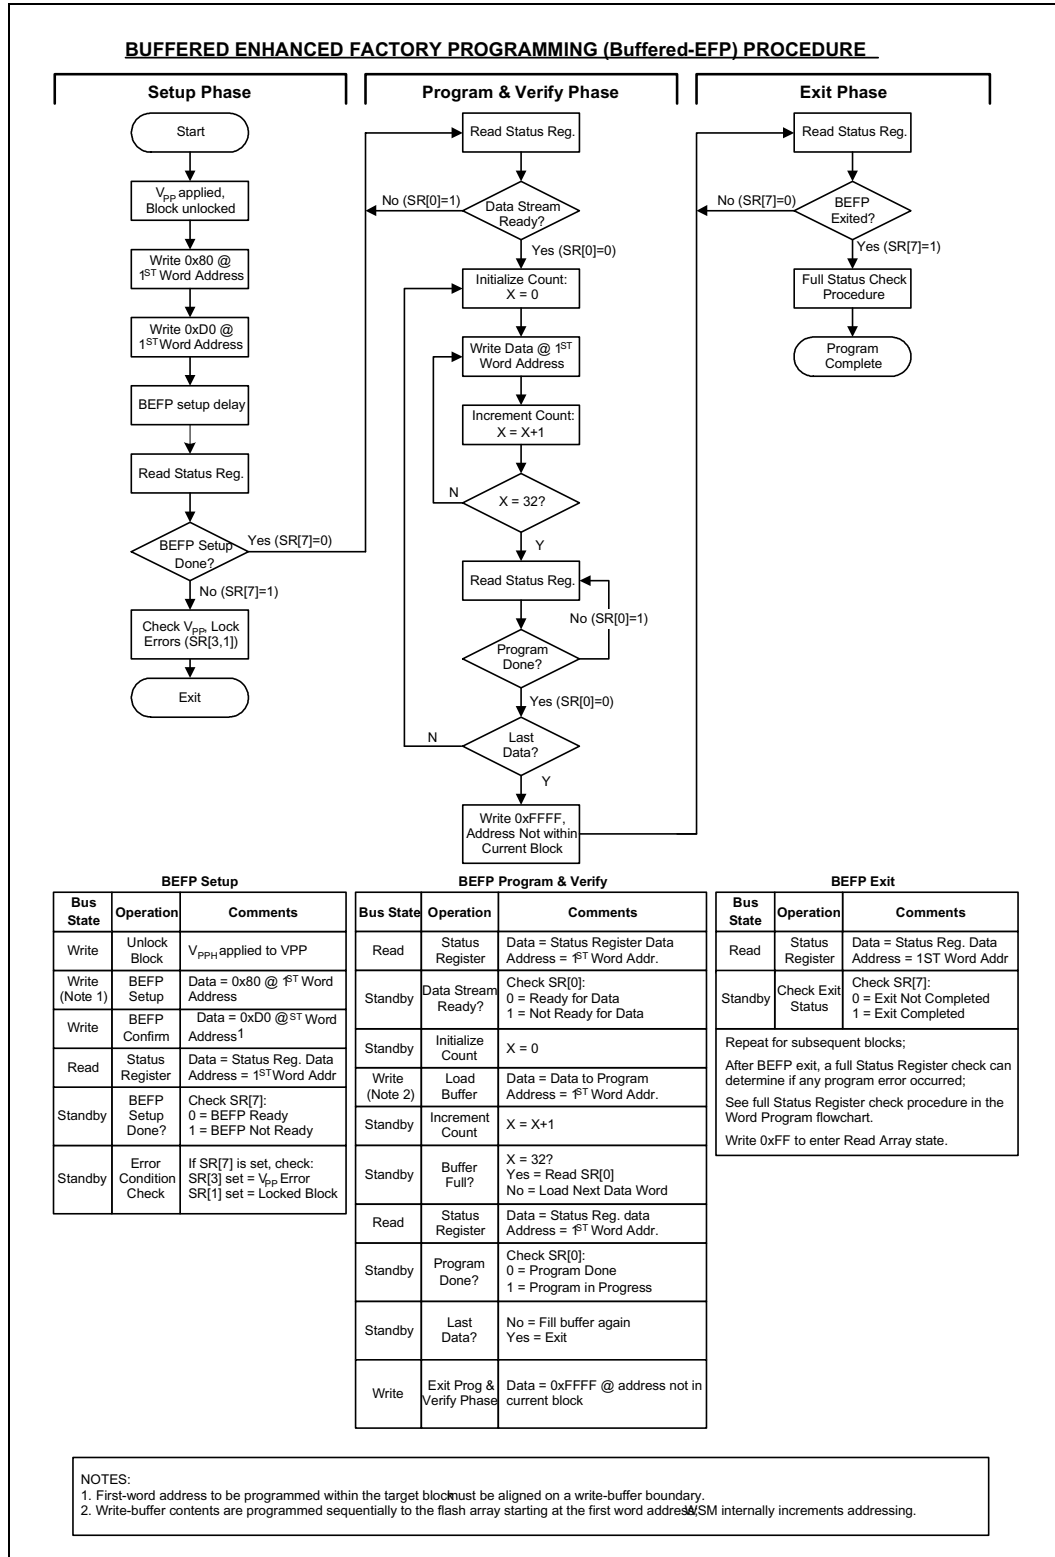 BUFFERED ENHANCED FACTORY PROGRAMMING (Buffered-EFP) PROCEDURE
Setup Phase
Start
VPP applied,
Block unlocked
Write 0x80 @
1ST Word Address
Write 0xD0 @
1ST Word Address
BEFP setup delay
Read Status Reg.
BEFP Setup
Done?
Yes (SR[7]=0)
No (SR[7]=1)
Check VPP, Lock
Errors (SR[3,1])
Exit
Program & Verify Phase
Read Status Reg.
No (SR[0]=1)
Data Stream
Ready?
Yes (SR[0]=0)
Initialize Count:
X = 0
Write Data @ 1ST
Word Address
Increment Count:
X = X+1
N
X = 32?
Y
Read Status Reg.
No (SR[0]=1)
Program
Done?
Yes (SR[0]=0)
N
Last
Data?
Y
Write 0xFFFF,
Address Not within
Current Block
Exit Phase
Read Status Reg.
No (SR[7]=0)
BEFP
Exited?
Yes (SR[7]=1)
Full Status Check
Procedure
Program
Complete
BEFP Setup
Bus
State
Operation
Comments
Write
Unlock
Block
VPPH applied to VPP
Write
(Note 1)
BEFP
Setup
Data = 0x80 @ 1ST Word
Address
Write
BEFP
Confirm
Data = 0xD0 @ST Word
Address1
Read
Status
Register
Data = Status Reg. Data
Address = 1ST Word Addr
Standby
BEFP
Setup
Done?
Check SR[7]:
0 = BEFP Ready
1 = BEFP Not Ready
Standby
Error
Condition
Check
If SR[7] is set, check:
SR[3] set = VPP Error
SR[1] set = Locked Block
BEFP Program & Verify
Bus State
Operation
Comments
Read
Status
Register
Data = Status Register Data
Address = 1ST Word Addr.
Standby
Data Stream
Ready?
Check SR[0]:
0 = Ready for Data
1 = Not Ready for Data
Standby
Initialize
Count
X = 0
Write
(Note 2)
Load
Buffer
Data = Data to Program
Address = 1ST Word Addr.
Standby
Increment
Count
X = X+1
Standby
Buffer
Full?
X = 32?
Yes = Read SR[0]
No = Load Next Data Word
Read
Status
Register
Data = Status Reg. data
Address = 1ST Word Addr.
Standby
Program
Done?
Check SR[0]:
0 = Program Done
1 = Program in Progress
Standby
Last
Data?
No = Fill buffer again
Yes = Exit
Write
Exit Prog &
Verify Phase
Data = 0xFFFF @ address not in
current block
BEFP Exit
Bus
State
Operation
Comments
Read
Status
Register
Data = Status Reg. Data
Address = 1ST Word Addr
Standby
Check Exit
Status
Check SR[7]:
0 = Exit Not Completed
1 = Exit Completed
Repeat for subsequent blocks;
After BEFP exit, a full Status Register check can
determine if any program error occurred;
See full Status Register check procedure in the
Word Program flowchart.
Write 0xFF to enter Read Array state.
NOTES:
1. First-word address to be programmed within the target block must be aligned on a write-buffer boundary.
2. Write-buffer contents are programmed sequentially to the flash array starting at the first word address; WSM internally increments addressing.